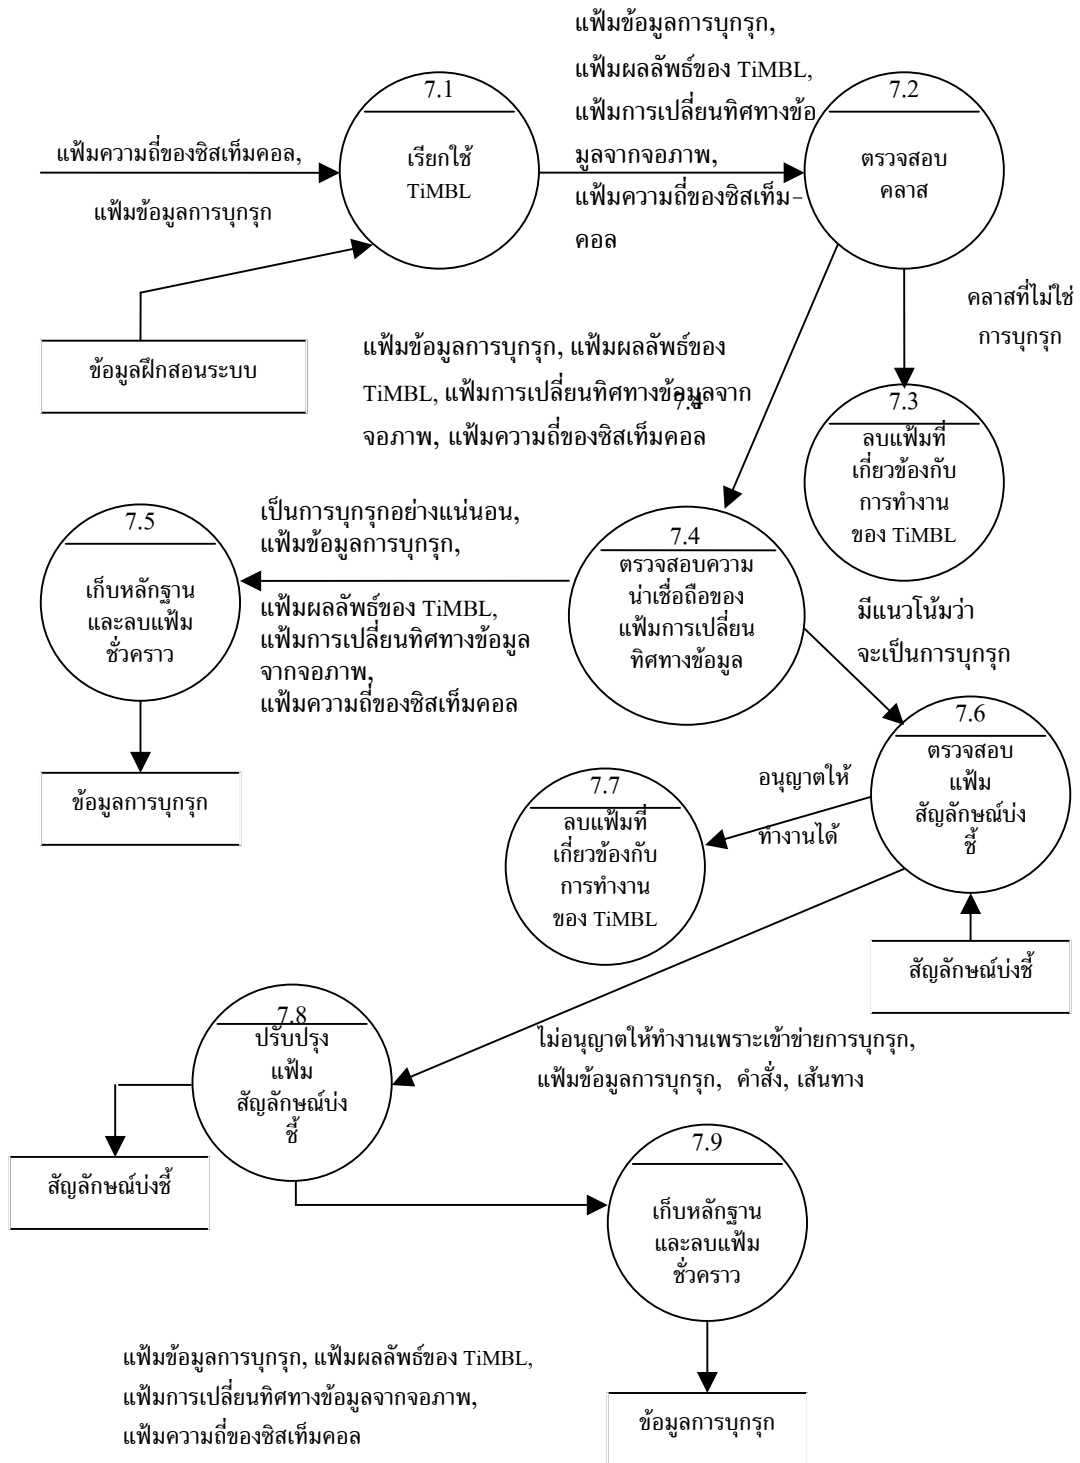 แฟ้มข้อมูลการบุกรุก,
แฟ้มผลลัพธ์ของ TiMBL,
แฟ้มการเปลี่ยนทิศทางข้อ
มูลจากจอภาพ,
แฟ้มความถี่ของซิสเท็ม-
คอล
7.1
เรียกใช้
TiMBL
7.2
ตรวจสอบ
คลาส
แฟ้มความถี่ของซิสเท็มคอล,
แฟ้มข้อมูลการบุกรุก
ข้อมูลฝึกสอนระบบ
คลาสที่ไม่ใช่
การบุกรุก
แฟ้มข้อมูลการบุกรุก, แฟ้มผลลัพธ์ของ
TiMBL, แฟ้มการเปลี่ยนทิศทางข้อมูลจาก
7.4
จอภาพ, แฟ้มความถี่ของซิสเท็มคอล
7.3
ลบแฟ้มที่
เกี่ยวข้องกับ
การทำงาน
ของ TiMBL
7.5
เก็บหลักฐาน
และลบแฟ้ม
ชั่วคราว
เป็นการบุกรุกอย่างแน่นอน,
แฟ้มข้อมูลการบุกรุก,
แฟ้มผลลัพธ์ของ TiMBL,
แฟ้มการเปลี่ยนทิศทางข้อมูล
จากจอภาพ,
แฟ้มความถี่ของซิสเท็มคอล
7.4
ตรวจสอบความ
น่าเชื่อถือของ
แฟ้มการเปลี่ยน
ทิศทางข้อมูล
มีแนวโน้มว่า
จะเป็นการบุกรุก
7.6
ตรวจสอบ
แฟ้ม
สัญลักษณ์บ่ง
ชี้
ข้อมูลการบุกรุก
อนุญาตให้
ทำงานได้
7.7
ลบแฟ้มที่
เกี่ยวข้องกับ
การทำงาน
ของ TiMBL
สัญลักษณ์บ่งชี้
7.8
ปรับปรุง
แฟ้ม
สัญลักษณ์บ่ง
ชี้
ไม่อนุญาตให้ทำงานเพราะเข้าข่ายการบุกรุก,
แฟ้มข้อมูลการบุกรุก, คำสั่ง, เส้นทาง
สัญลักษณ์บ่งชี้
7.9
เก็บหลักฐาน
และลบแฟ้ม
ชั่วคราว
แฟ้มข้อมูลการบุกรุก, แฟ้มผลลัพธ์ของ TiMBL,
แฟ้มการเปลี่ยนทิศทางข้อมูลจากจอภาพ,
แฟ้มความถี่ของซิสเท็มคอล
ข้อมูลการบุกรุก